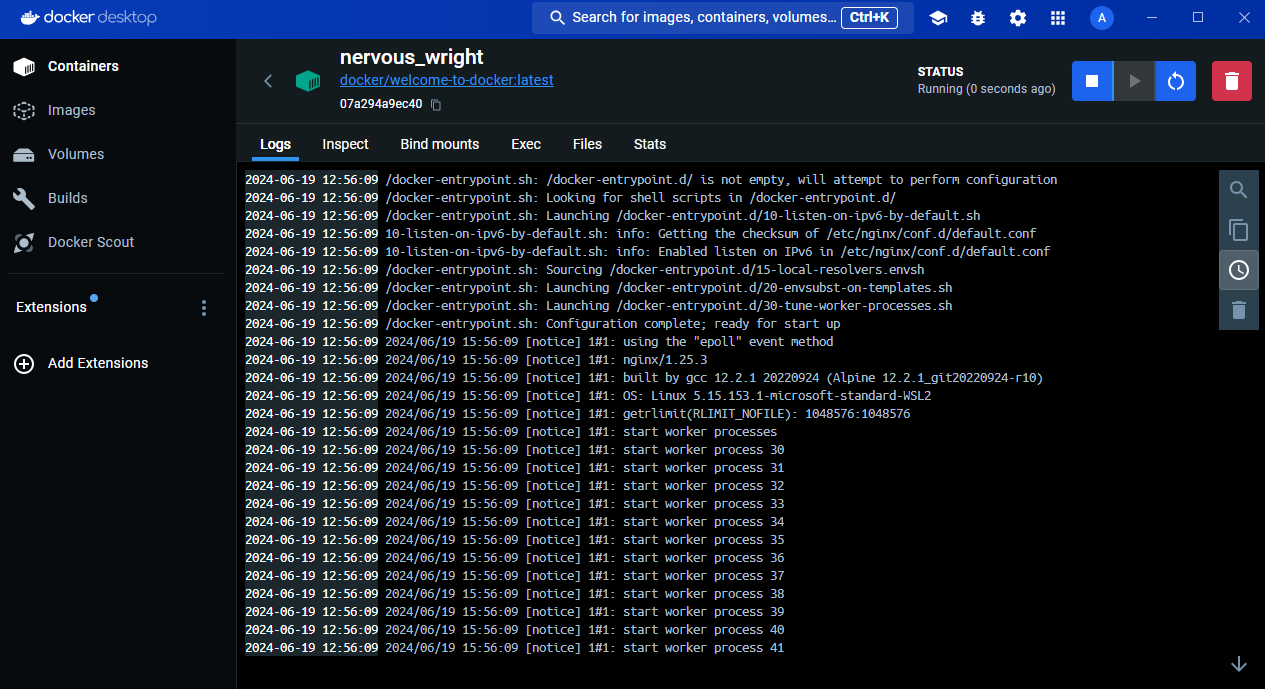 docker desktop
Search for images, containers, volumes... Ctrl+K
A
Containers
Images
Volumes
Builds
Docker Scout
Extensions
Add Extensions
nervous_wright
docker/welcome-to-docker:latest
07a294a9ec40
STATUS
Running (0 seconds ago)
Logs Inspect Bind mounts Exec Files Stats
2024-06-19 12:56:09 /docker-entrypoint.sh: /docker-entrypoint.d/ is not empty, will attempt to perform configuration
2024-06-19 12:56:09 /docker-entrypoint.sh: Looking for shell scripts in /docker-entrypoint.d/
2024-06-19 12:56:09 /docker-entrypoint.sh: Launching /docker-entrypoint.d/10-listen-on-ipv6-by-default.sh
2024-06-19 12:56:09 10-listen-on-ipv6-by-default.sh: info: Getting the checksum of /etc/nginx/conf.d/default.conf
2024-06-19 12:56:09 10-listen-on-ipv6-by-default.sh: info: Enabled listen on IPv6 in /etc/nginx/conf.d/default.conf
2024-06-19 12:56:09 /docker-entrypoint.sh: Sourcing /docker-entrypoint.d/15-local-resolvers.envsh
2024-06-19 12:56:09 /docker-entrypoint.sh: Launching /docker-entrypoint.d/20-envsubst-on-templates.sh
2024-06-19 12:56:09 /docker-entrypoint.sh: Launching /docker-entrypoint.d/30-tune-worker-processes.sh
2024-06-19 12:56:09 /docker-entrypoint.sh: Configuration complete; ready for start up
2024-06-19 12:56:09 2024/06/19 15:56:09 [notice] 1#1: using the "epoll" event method
2024-06-19 12:56:09 2024/06/19 15:56:09 [notice] 1#1: nginx/1.25.3
2024-06-19 12:56:09 2024/06/19 15:56:09 [notice] 1#1: built by gcc 12.2.1 20220924 (Alpine 12.2.1_git20220924-r10)
2024-06-19 12:56:09 2024/06/19 15:56:09 [notice] 1#1: OS: Linux 5.15.153.1-microsoft-standard-WSL2
2024-06-19 12:56:09 2024/06/19 15:56:09 [notice] 1#1: getrlimit(RLIMIT_NOFILE): 1048576:1048576
2024-06-19 12:56:09 2024/06/19 15:56:09 [notice] 1#1: start worker processes
2024-06-19 12:56:09 2024/06/19 15:56:09 [notice] 1#1: start worker process 30
2024-06-19 12:56:09 2024/06/19 15:56:09 [notice] 1#1: start worker process 31
2024-06-19 12:56:09 2024/06/19 15:56:09 [notice] 1#1: start worker process 32
2024-06-19 12:56:09 2024/06/19 15:56:09 [notice] 1#1: start worker process 33
2024-06-19 12:56:09 2024/06/19 15:56:09 [notice] 1#1: start worker process 34
2024-06-19 12:56:09 2024/06/19 15:56:09 [notice] 1#1: start worker process 35
2024-06-19 12:56:09 2024/06/19 15:56:09 [notice] 1#1: start worker process 36
2024-06-19 12:56:09 2024/06/19 15:56:09 [notice] 1#1: start worker process 37
2024-06-19 12:56:09 2024/06/19 15:56:09 [notice] 1#1: start worker process 38
2024-06-19 12:56:09 2024/06/19 15:56:09 [notice] 1#1: start worker process 39
2024-06-19 12:56:09 2024/06/19 15:56:09 [notice] 1#1: start worker process 40
2024-06-19 12:56:09 2024/06/19 15:56:09 [notice] 1#1: start worker process 41